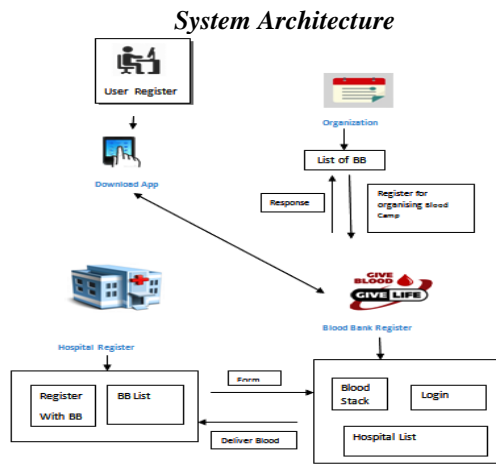 System Architecture
User Register
Organization
List of BB
Download App
Response
Register for
organising Blood
Camp
GIVE
BLOOD
GIVE LIFE
Blood Bank Register
Hospital Register
Form
Register
With BB
BB List
Blood
Stack
Login
Deliver Blood
Hospital List